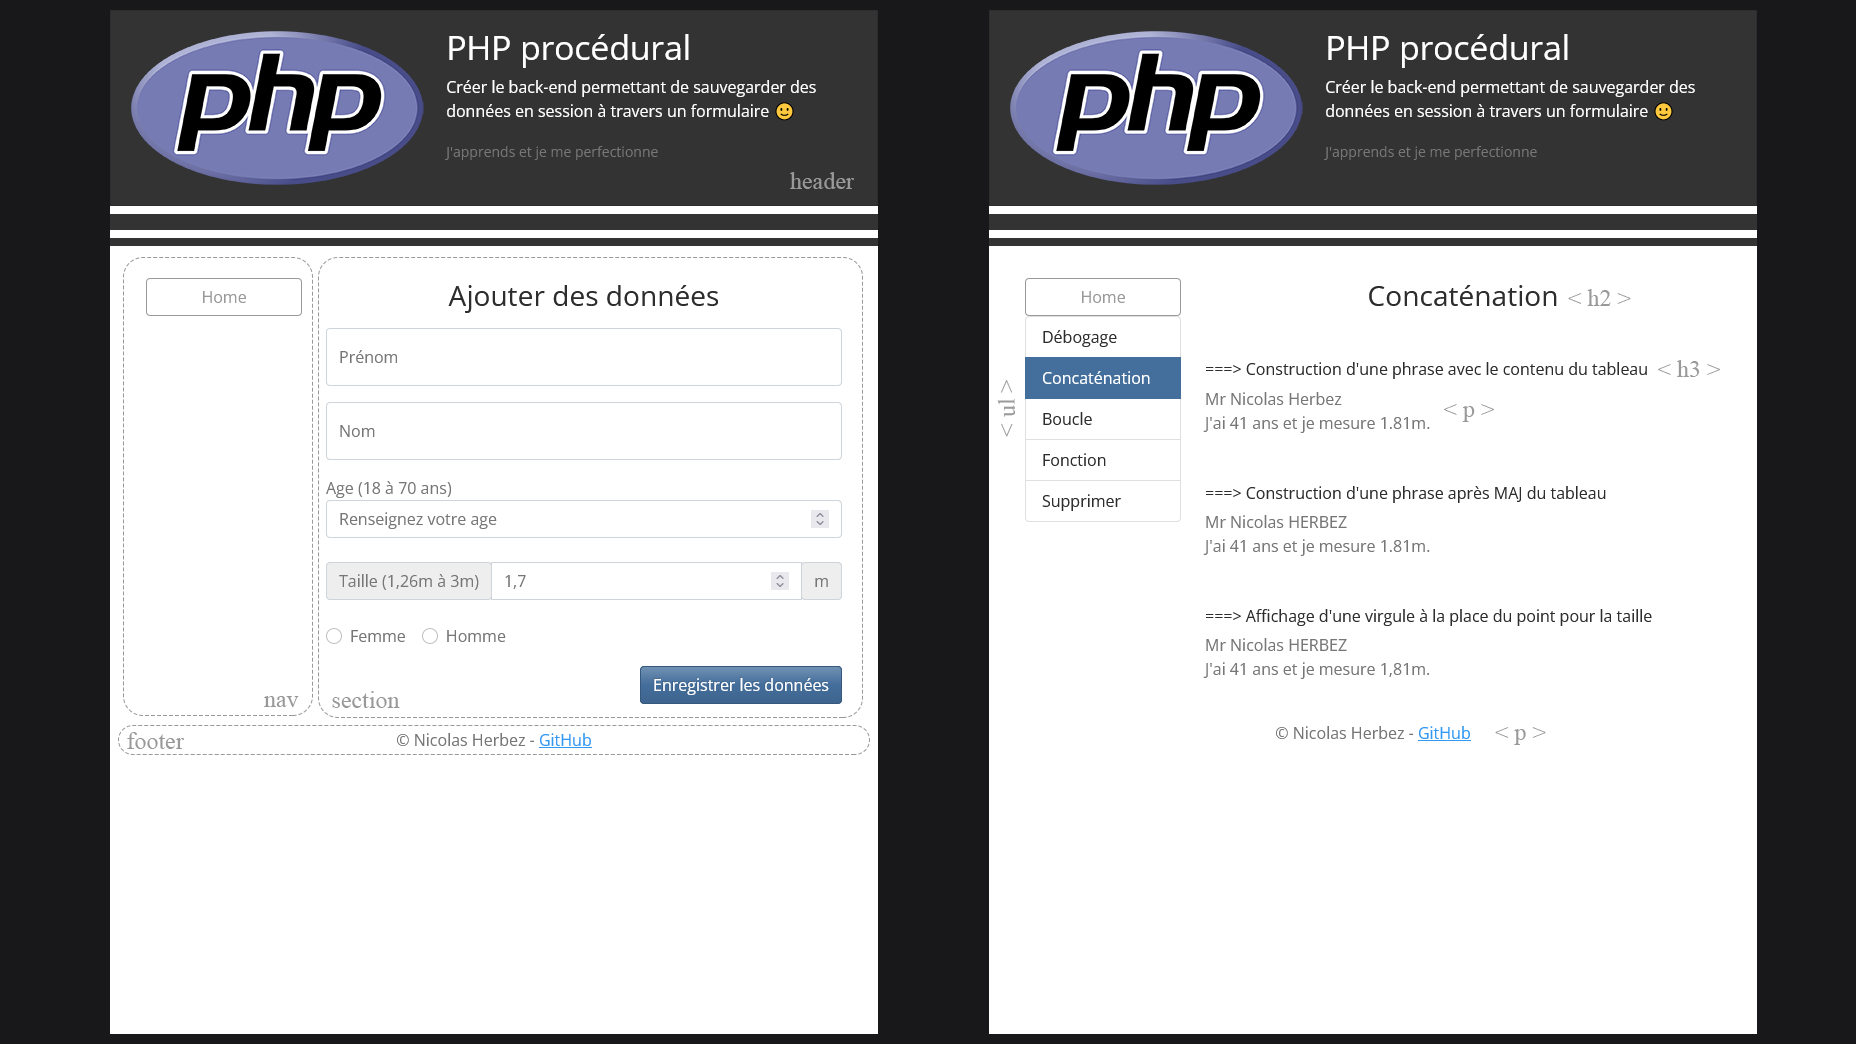 php
PHP procédural
Créer le back-end permettant de sauvegarder des
données en session à travers un formulaire 🙂
J'apprends et je me perfectionne
header
Home
nav
Ajouter des données
Prénom
Nom
Age (18 à 70 ans)
Renseignez votre age
Taille (1,26m à 3m) 1,7 m
Femme Homme
Enregistrer les données
section
footer
© Nicolas Herbez - GitHub
php
PHP procédural
Créer le back-end permettant de sauvegarder des
données en session à travers un formulaire 🙂
J'apprends et je me perfectionne
Home
Débogage
Concaténation
Boucle
Fonction
Supprimer
< ul >
Concaténation < h2 >
===> Construction d'une phrase avec le contenu du tableau < h3 >
Mr Nicolas Herbez
J'ai 41 ans et je mesure 1.81m.
< p >
===> Construction d'une phrase après MAJ du tableau
Mr Nicolas HERBEZ
J'ai 41 ans et je mesure 1.81m.
===> Affichage d'une virgule à la place du point pour la taille
Mr Nicolas HERBEZ
J'ai 41 ans et je mesure 1,81m.
© Nicolas Herbez - GitHub < p >